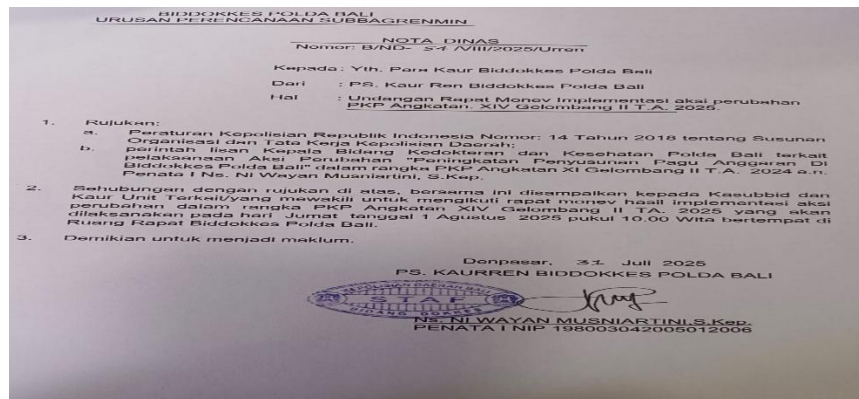 BIDDOKKES POLDA BALI
URUSAN PERENCANAAN SUBBAGRENMIN
NOTA DINAS
Nomor: B/ND- 51 /VIII/2025/Urren
Kepada : Yth. Para Kaur Biddokkes Polda Bali
Dari : PS. Kaur Ren Biddokkes Polda Bali
Hal : Undangan Rapat Monev Implementasi aksi perubahan
PKP Angkatan. XIV Gelombang II T.A. 2025.
1. Rujukan:
a. Peraturan Kepolisian Republik Indonesia Nomor: 14 Tahun 2018 tentang Susunan
Organisasi dan Tata Kerja Kepolisian Daerah;
b. perintah lisan Kepala Bidang Kedokteran dan Kesehatan Polda Bali terkait
pelaksanaan Aksi Perubahan "Peningkatan Penyusunan Pagu Anggaran Di
Biddokkes Polda Bali" dalam rangka PKP Angkatan XI Gelombang II T.A. 2024 a.n.
Penata I Ns. Ni Wayan Musniartini, S.Kep.
2. Sehubungan dengan rujukan di atas, bersama ini disampaikan kepada Kasubbid dan
Kaur Unit Terkait/yang mewakili untuk mengikuti rapat monev hasil implementasi aksi
perubahan dalam rangka PKP Angkatan XIV Gelombang II TA. 2025 yang akan
dilaksanakan pada hari Jumat tanggal 1 Agustus 2025 pukul 10.00 Wita bertempat di
Ruang Rapat Biddokkes Polda Bali.
3. Demikian untuk menjadi maklum.
Denpasar, 31 Juli 2025
PS. KAURREN BIDDOKKES POLDA BALI
KEPOLISIAN DAERAH BALI
STAF
BIDANG DOKKES
Ns. NI WAYAN MUSNIARTINI,S.Kep.
PENATA I NIP 198003042005012006